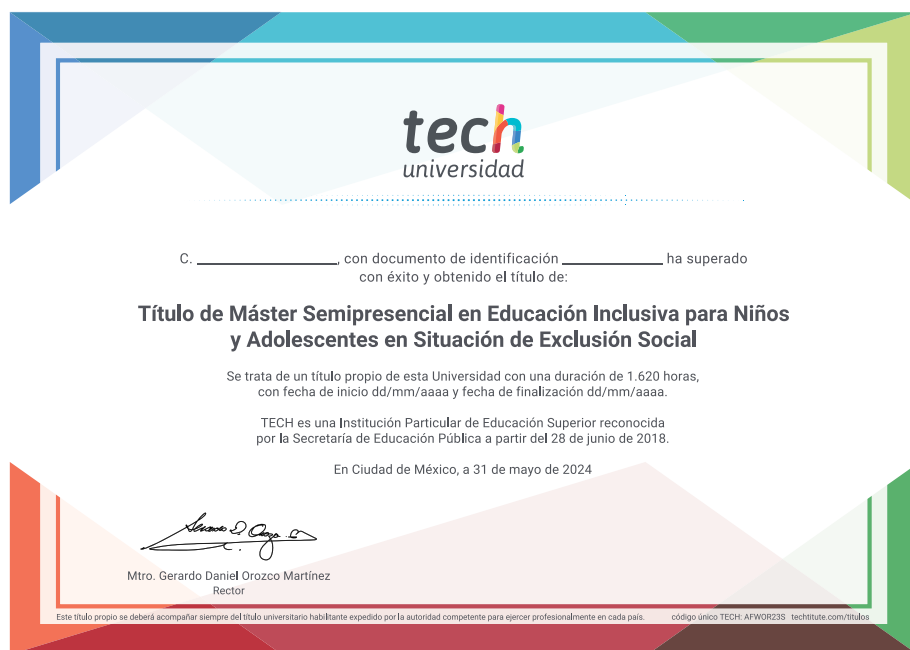 tech
universidad
C. __________________, con documento de identificación _____________ ha superado
con éxito y obtenido el título de:
Título de Máster Semipresencial en Educación Inclusiva para Niños
y Adolescentes en Situación de Exclusión Social
Se trata de un título propio de esta Universidad con una duración de 1.620 horas,
con fecha de inicio dd/mm/aaaa y fecha de finalización dd/mm/aaaa.
TECH es una Institución Particular de Educación Superior reconocida
por la Secretaría de Educación Pública a partir del 28 de junio de 2018.
En Ciudad de México, a 31 de mayo de 2024
Mtro. Gerardo Daniel Orozco Martínez
Rector
Este título propio se deberá acompañar siempre del título universitario habilitante expedido por la autoridad competente para ejercer profesionalmente en cada país. código único TECH: AFWOR23S techtitute.com/titulos